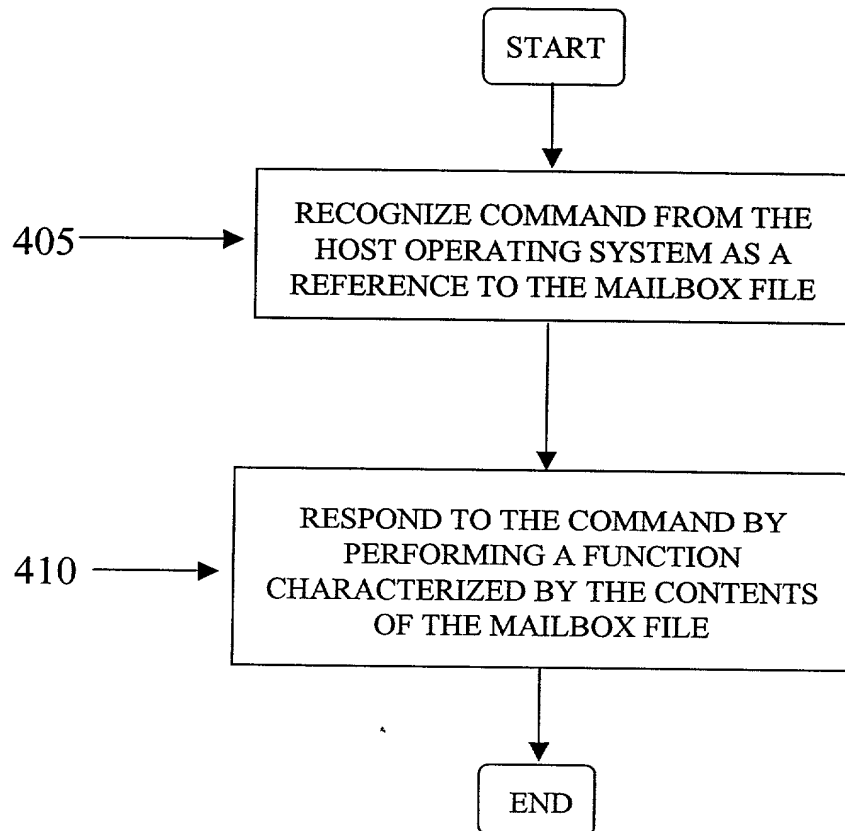 START
405
RECOGNIZE COMMAND FROM THE
HOST OPERATING SYSTEM AS A
REFERENCE TO THE MAILBOX FILE
410
RESPOND TO THE COMMAND BY
PERFORMING A FUNCTION
CHARACTERIZED BY THE CONTENTS
OF THE MAILBOX FILE
END